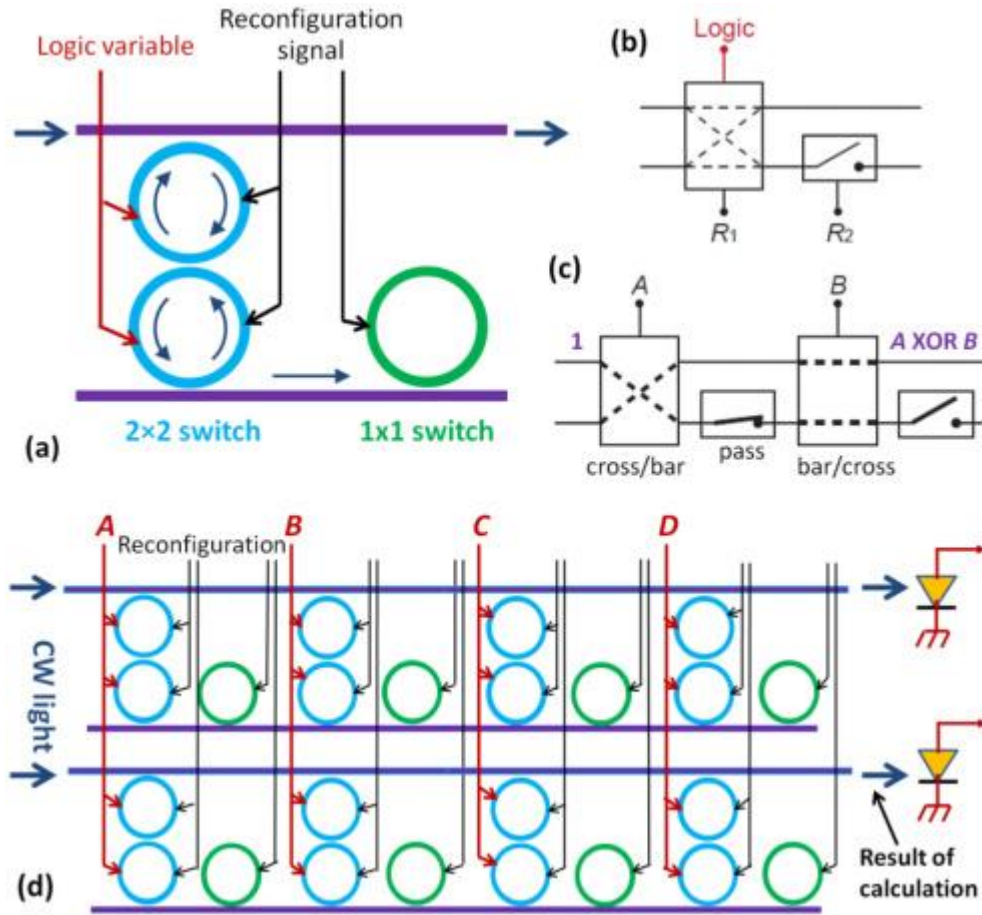 Logic variable
Reconfiguration
signal
2×2 switch
1x1 switch
(a)
(b)
Logic
R1
R2
(c)
A
B
1
A XOR B
pass
cross/bar
bar/cross
A
B
C
D
Reconfiguration
CW light
Result of
calculation
(d)